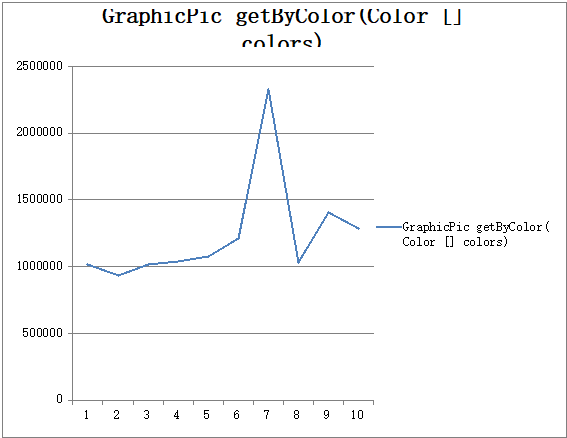 GraphicPic getByColor(Color []
colors)
2500000
2000000
1500000
1000000
500000
0
1 2 3 4 5 6 7 8 9 10
GraphicPic getByColor(
Color [] colors)